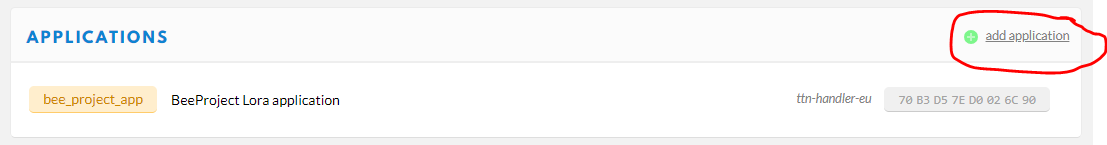 APPLICATIONS
add application
bee_project_app BeeProject Lora application ttn-handler-eu 70 B3 D5 7E D0 02 6C 90